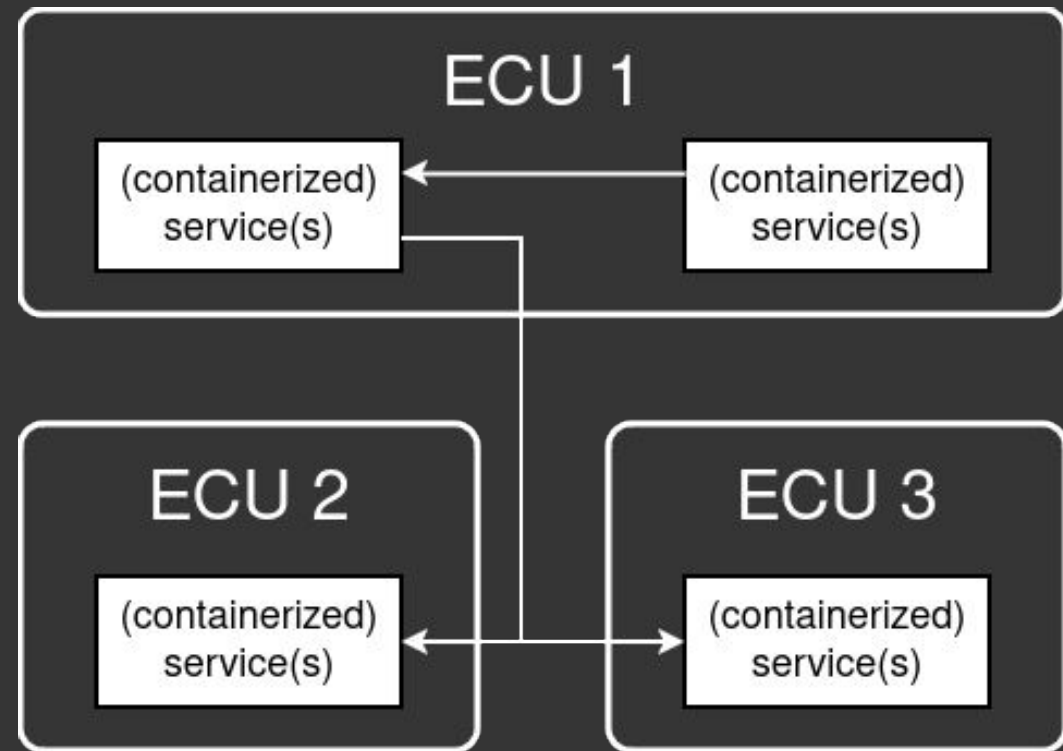 ECU 1
(containerized)
service(s)
(containerized)
service(s)
ECU 2
(containerized)
service(s)
ECU 3
(containerized)
service(s)